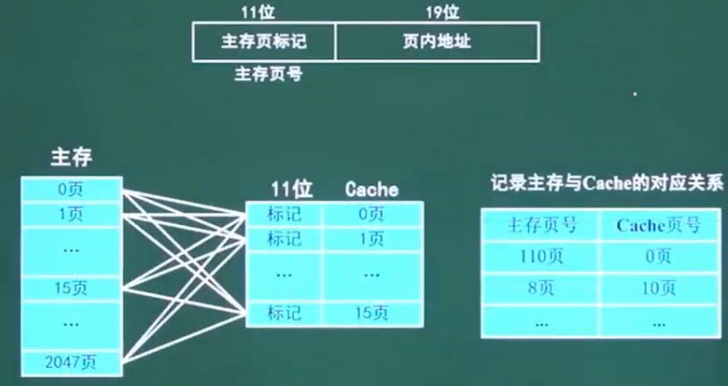 11位 19位
主存页标记 页内地址
主存页号
主存
0页
1页
...
15页
...
2047页
11位 Cache
标记 0页
标记 1页
... ...
标记 15页
记录主存与Cache的对应关系
主存页号 Cache页号
110页 0页
8页 10页
... ...